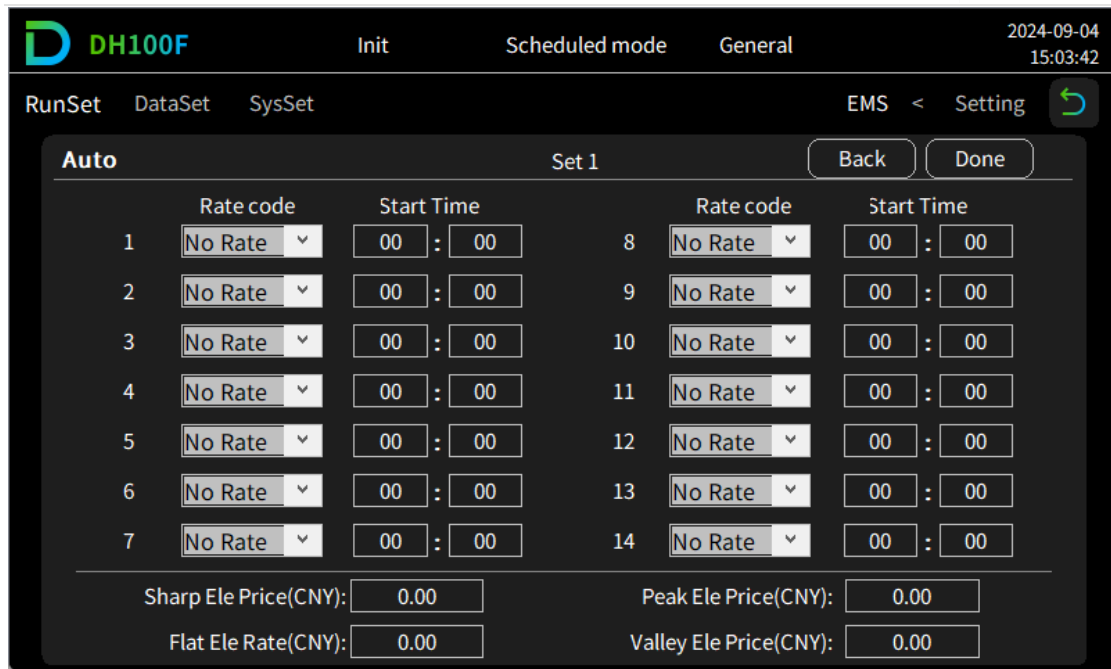 DH100F Init Scheduled mode General 2024-09-04
15:03:42
RunSet DataSet SysSet EMS < Setting
Auto Set 1 Back Done
Rate code Start Time Rate code Start Time
1 No Rate 00 : 00 8 No Rate 00 : 00
2 No Rate 00 : 00 9 No Rate 00 : 00
3 No Rate 00 : 00 10 No Rate 00 : 00
4 No Rate 00 : 00 11 No Rate 00 : 00
5 No Rate 00 : 00 12 No Rate 00 : 00
6 No Rate 00 : 00 13 No Rate 00 : 00
7 No Rate 00 : 00 14 No Rate 00 : 00
Sharp Ele Price(CNY): 0.00 Peak Ele Price(CNY): 0.00
Flat Ele Rate(CNY): 0.00 Valley Ele Price(CNY): 0.00